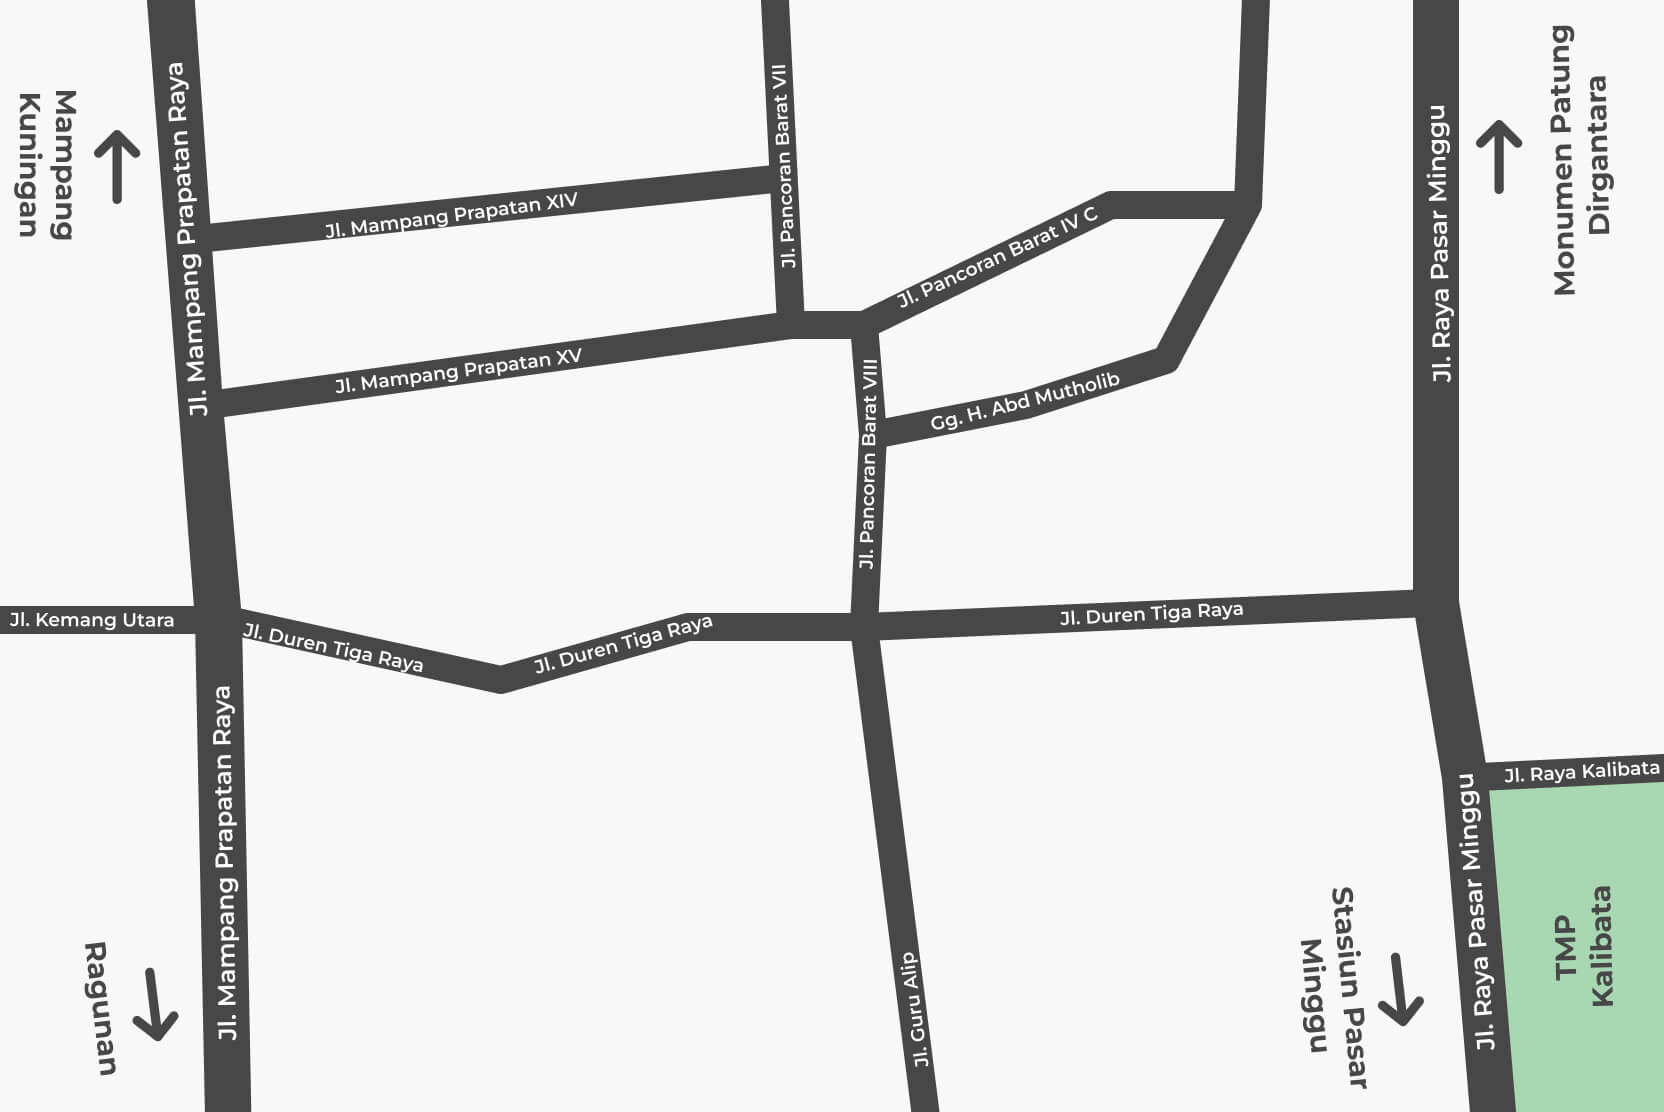 Mampang
Kuningan
Jl. Mampang Prapatan Raya
Jl. Mampang Prapatan XIV
Jl. Pancoran Barat VII
Jl. Pancoran Barat IV C
Jl. Raya Pasar Minggu
Monumen Patung
Dirgantara
Jl. Mampang Prapatan XV
Jl. Pancoran Barat VIII
Gg. H. Abd Mutholib
Jl. Kemang Utara
Jl. Duren Tiga Raya
Jl. Duren Tiga Raya
Jl. Duren Tiga Raya
Jl. Mampang Prapatan Raya
Ragunan
Jl. Guru Alip
Stasiun Pasar
Minggu
Jl. Raya Pasar Minggu
Jl. Raya Kalibata
TMP
Kalibata